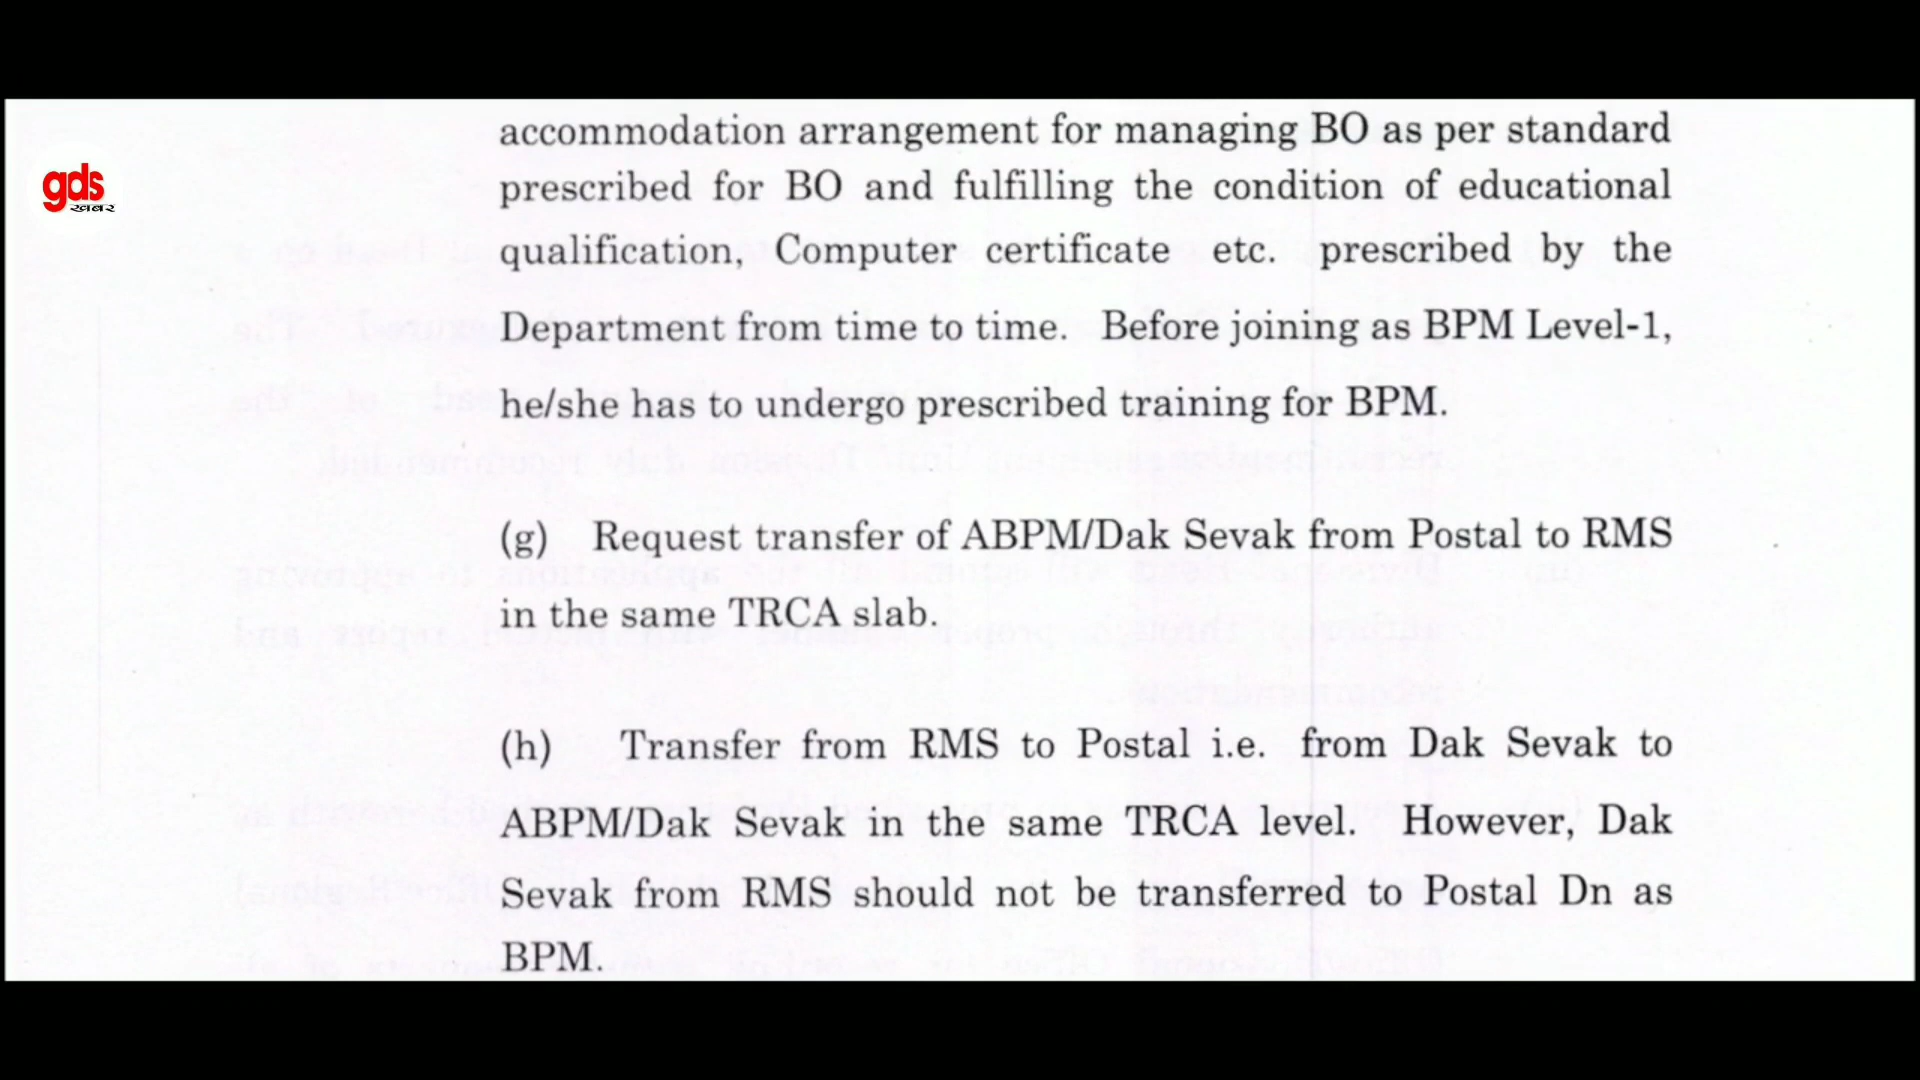 gds
खबर
accommodation arrangement for managing BO as per standard
prescribed for BO and fulfilling the condition of educational
qualification, Computer certificate etc. prescribed by the
Department from time to time. Before joining as BPM Level-1,
he/she has to undergo prescribed training for BPM.
(g) Request transfer of ABPM/Dak Sevak from Postal to RMS
in the same TRCA slab.
(h) Transfer from RMS to Postal i.e. from Dak Sevak to
ABPM/Dak Sevak in the same TRCA level. However, Dak
Sevak from RMS should not be transferred to Postal Dn as
BPM.